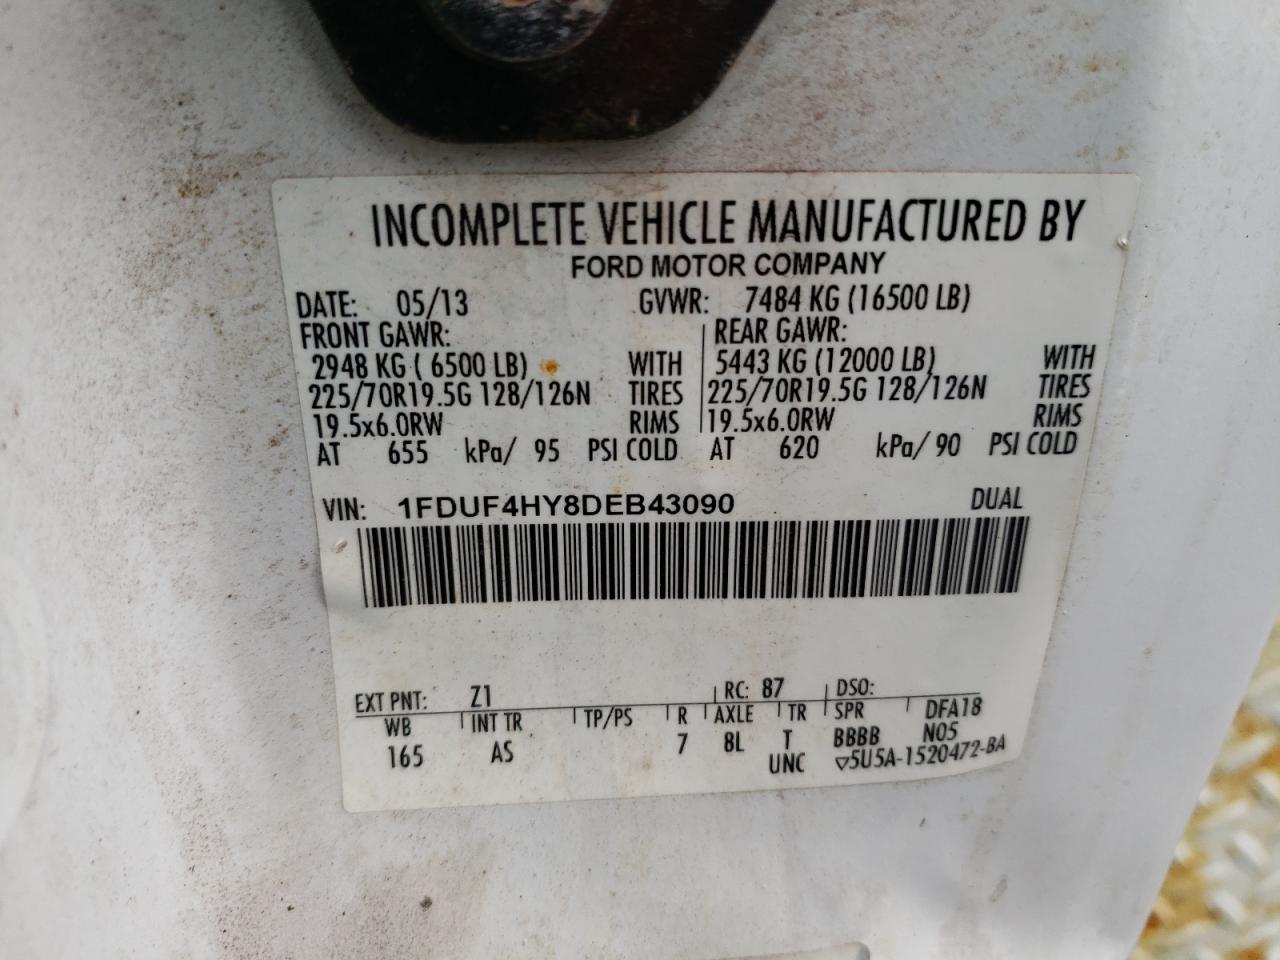 INCOMPLETE VEHICLE MANUFACTURED BY
FORD MOTOR COMPANY
DATE: 05/13 GVWR: 7484 KG (16500 LB)
FRONT GAWR: REAR GAWR:
2948 KG ( 6500 LB) WITH 5443 KG (12000 LB) WITH
225/70R19.5G 128/126N TIRES 225/70R19.5G 128/126N TIRES
19.5x6.0RW RIMS 19.5x6.0RW RIMS
AT 655 kPa/ 95 PSI COLD AT 620 kPa/ 90 PSI COLD
VIN: 1FDUF4HY8DEB43090 DUAL
EXT PNT: Z1 RC: 87 DSO:
WB INT TR TP/PS R AXLE TR SPR DFA18
165 AS 7 8L T BBBB N05
UNC ▽5U5A-1520472-BA